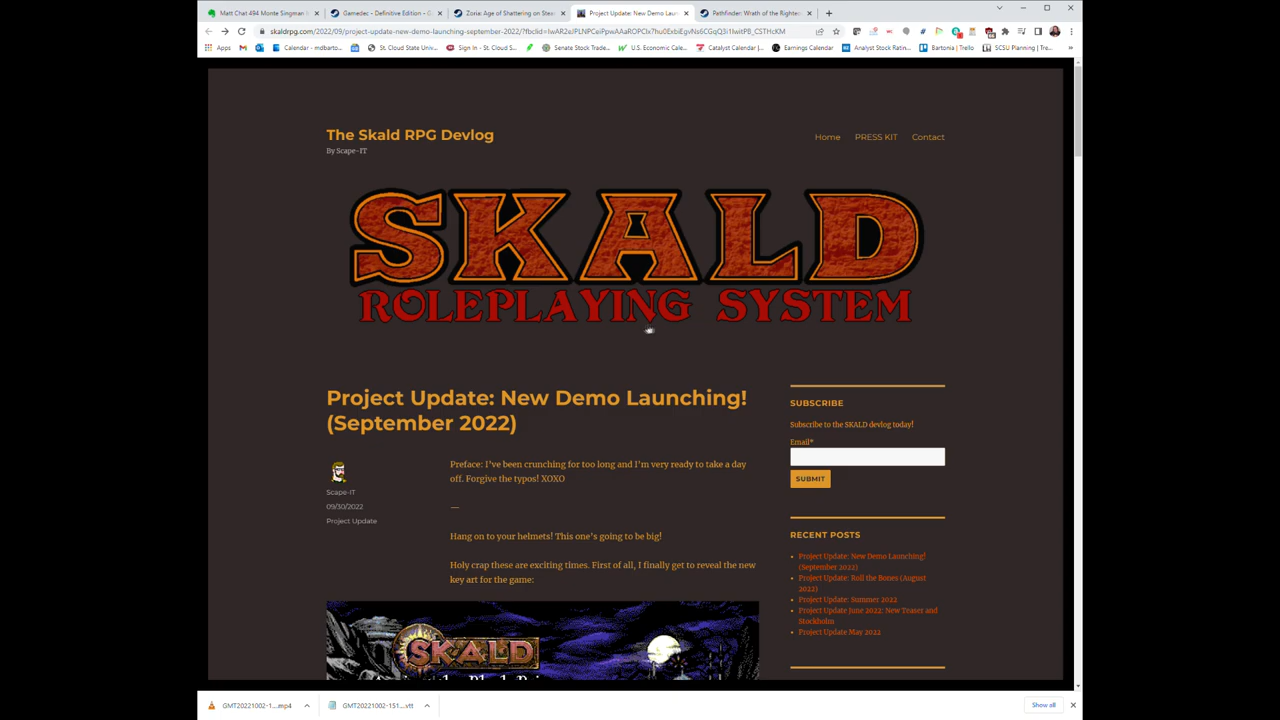 Matt Chat 494 Monte Singman
Gamedec - Definitive Edition - G
Zoria: Age of Shattering on Stea
Project Update: New Demo Laun
Pathfinder: Wrath of the Righteo
skaldrpg.com/2022/09/project-update-new-demo-launching-september-2022/?fbclid=
Apps
Calendar - mdbarto...
St. Cloud State Univ...
Sign In - St. Cloud S...
Senate Stock Trade...
U.S. Economic Cale...
Catalyst Calendar |...
Earnings Calendar
Analyst Stock Ratin...
Bartonia | Trello
SCSU Planning | Tre...
The Skald RPG Devlog
By Scape-IT
Home
PRESS KIT
Contact
SKALD
ROLEPLAYING SYSTEM
Project Update: New Demo Launching!
(September 2022)
Scape-IT
09/30/2022
Project Update
Preface: I've been crunching for too long and I'm very ready to take a day
off. Forgive the typos! XOXO
—
Hang on to your helmets! This one's going to be big!
Holy crap these are exciting times. First of all, I finally get to reveal the new
key art for the game:
SKALD
SUBSCRIBE
Subscribe to the SKALD devlog today!
Email*
SUBMIT
RECENT POSTS
Project Update: New Demo Launching!
(September 2022)
Project Update: Roll the Bones (August
2022)
Project Update: Summer 2022
Project Update June 2022: New Teaser and
Stockholm
Project Update May 2022
GMT20221002-1....mp4
GMT20221002-151....vtt
Show all